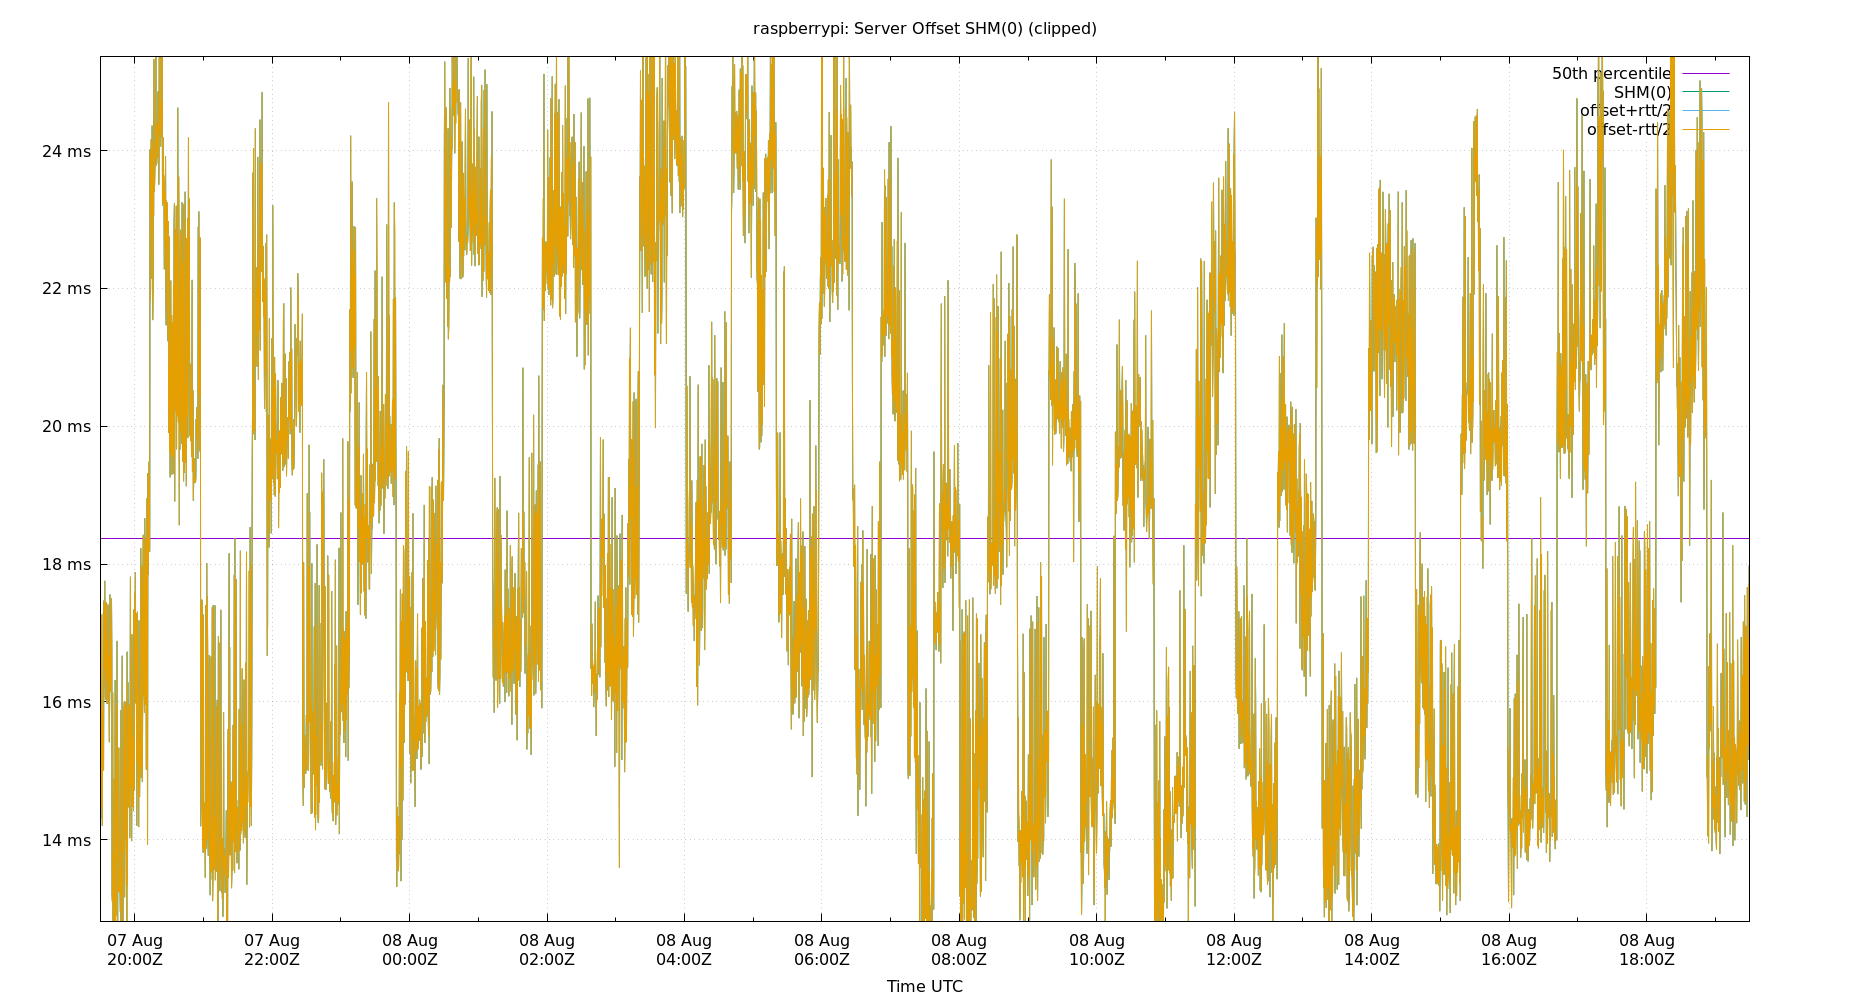 raspberrypi: Server Offset SHM(0) (clipped)
50th percentile
SHM(0)
offset+rtt/2
offset-rtt/2
24 ms
22 ms
20 ms
18 ms
16 ms
14 ms
07 Aug 07 Aug 08 Aug 08 Aug 08 Aug 08 Aug 08 Aug 08 Aug 08 Aug 08 Aug 08 Aug 08 Aug
20:00Z 22:00Z 00:00Z 02:00Z 04:00Z 06:00Z 08:00Z 10:00Z 12:00Z 14:00Z 16:00Z 18:00Z
Time UTC